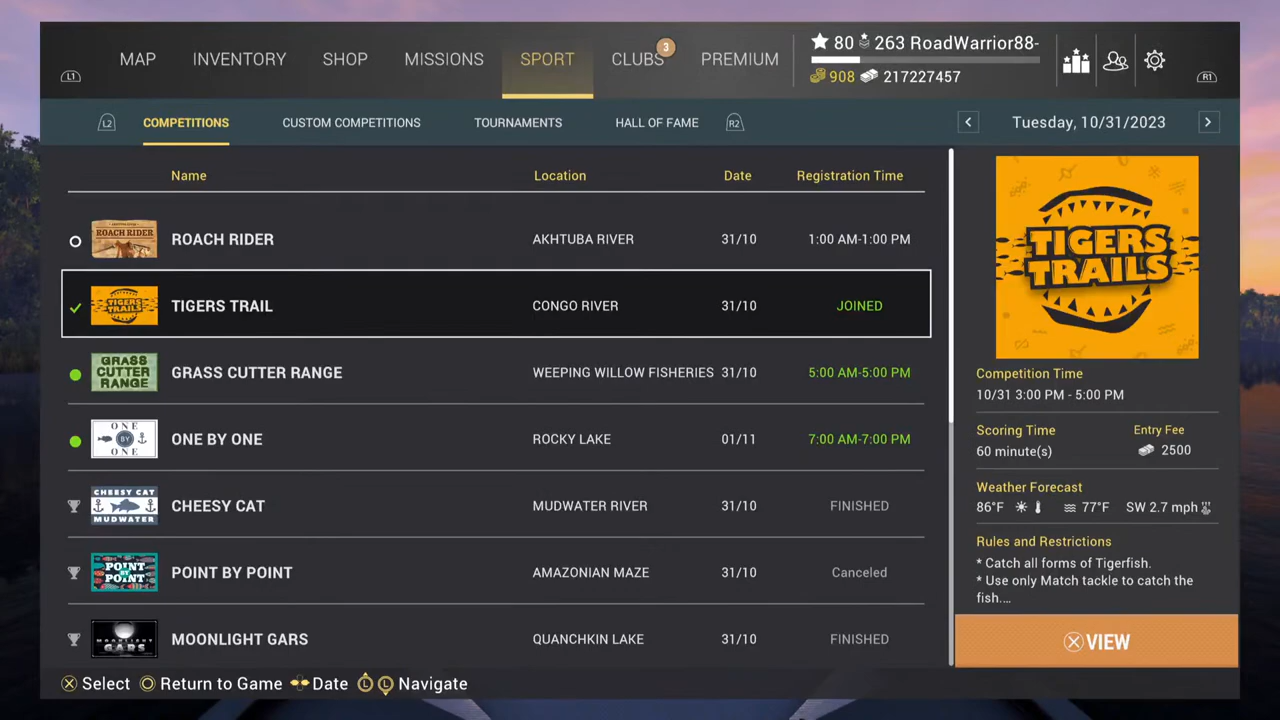 L1
MAP
INVENTORY
SHOP
MISSIONS
SPORT
CLUBS
3
PREMIUM
80 263 RoadWarrior88-
908 217227457
R1
L2
COMPETITIONS
CUSTOM COMPETITIONS
TOURNAMENTS
HALL OF FAME
R2
Tuesday, 10/31/2023
Name Location Date Registration Time
ROACH RIDER
ROACH RIDER AKHTUBA RIVER 31/10 1:00 AM-1:00 PM
TIGERS
TRAILS
TIGERS TRAIL CONGO RIVER 31/10 JOINED
GRASS
CUTTER
RANGE
GRASS CUTTER RANGE WEEPING WILLOW FISHERIES 31/10 5:00 AM-5:00 PM
ONE
BY
ONE
ONE BY ONE ROCKY LAKE 01/11 7:00 AM-7:00 PM
CHEESY CAT
MUDWATER
CHEESY CAT MUDWATER RIVER 31/10 FINISHED
POINT
BY
POINT
POINT BY POINT AMAZONIAN MAZE 31/10 Canceled
MOONLIGHT
GARS
MOONLIGHT GARS QUANCHKIN LAKE 31/10 FINISHED
TIGERS
TRAILS
Competition Time
10/31 3:00 PM - 5:00 PM
Scoring Time Entry Fee
60 minute(s) 2500
Weather Forecast
86°F 77°F SW 2.7 mph
Rules and Restrictions
* Catch all forms of Tigerfish.
* Use only Match tackle to catch the
fish....
VIEW
Select Return to Game Date L L Navigate